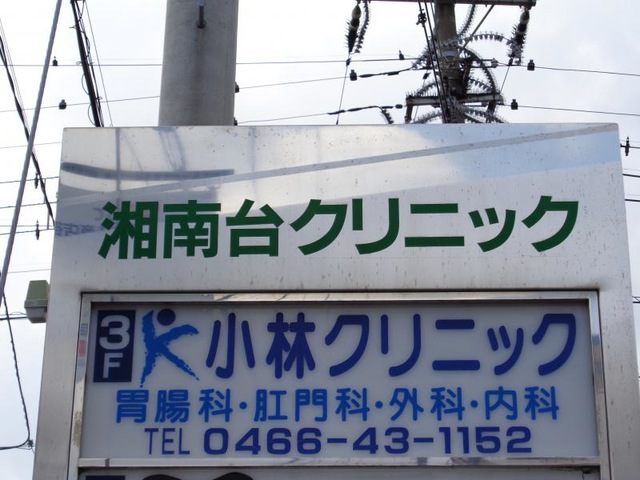 湘南台クリニック
3F 小林クリニック
胃腸科・肛門科・外科・内科
TEL 0466-43-1152